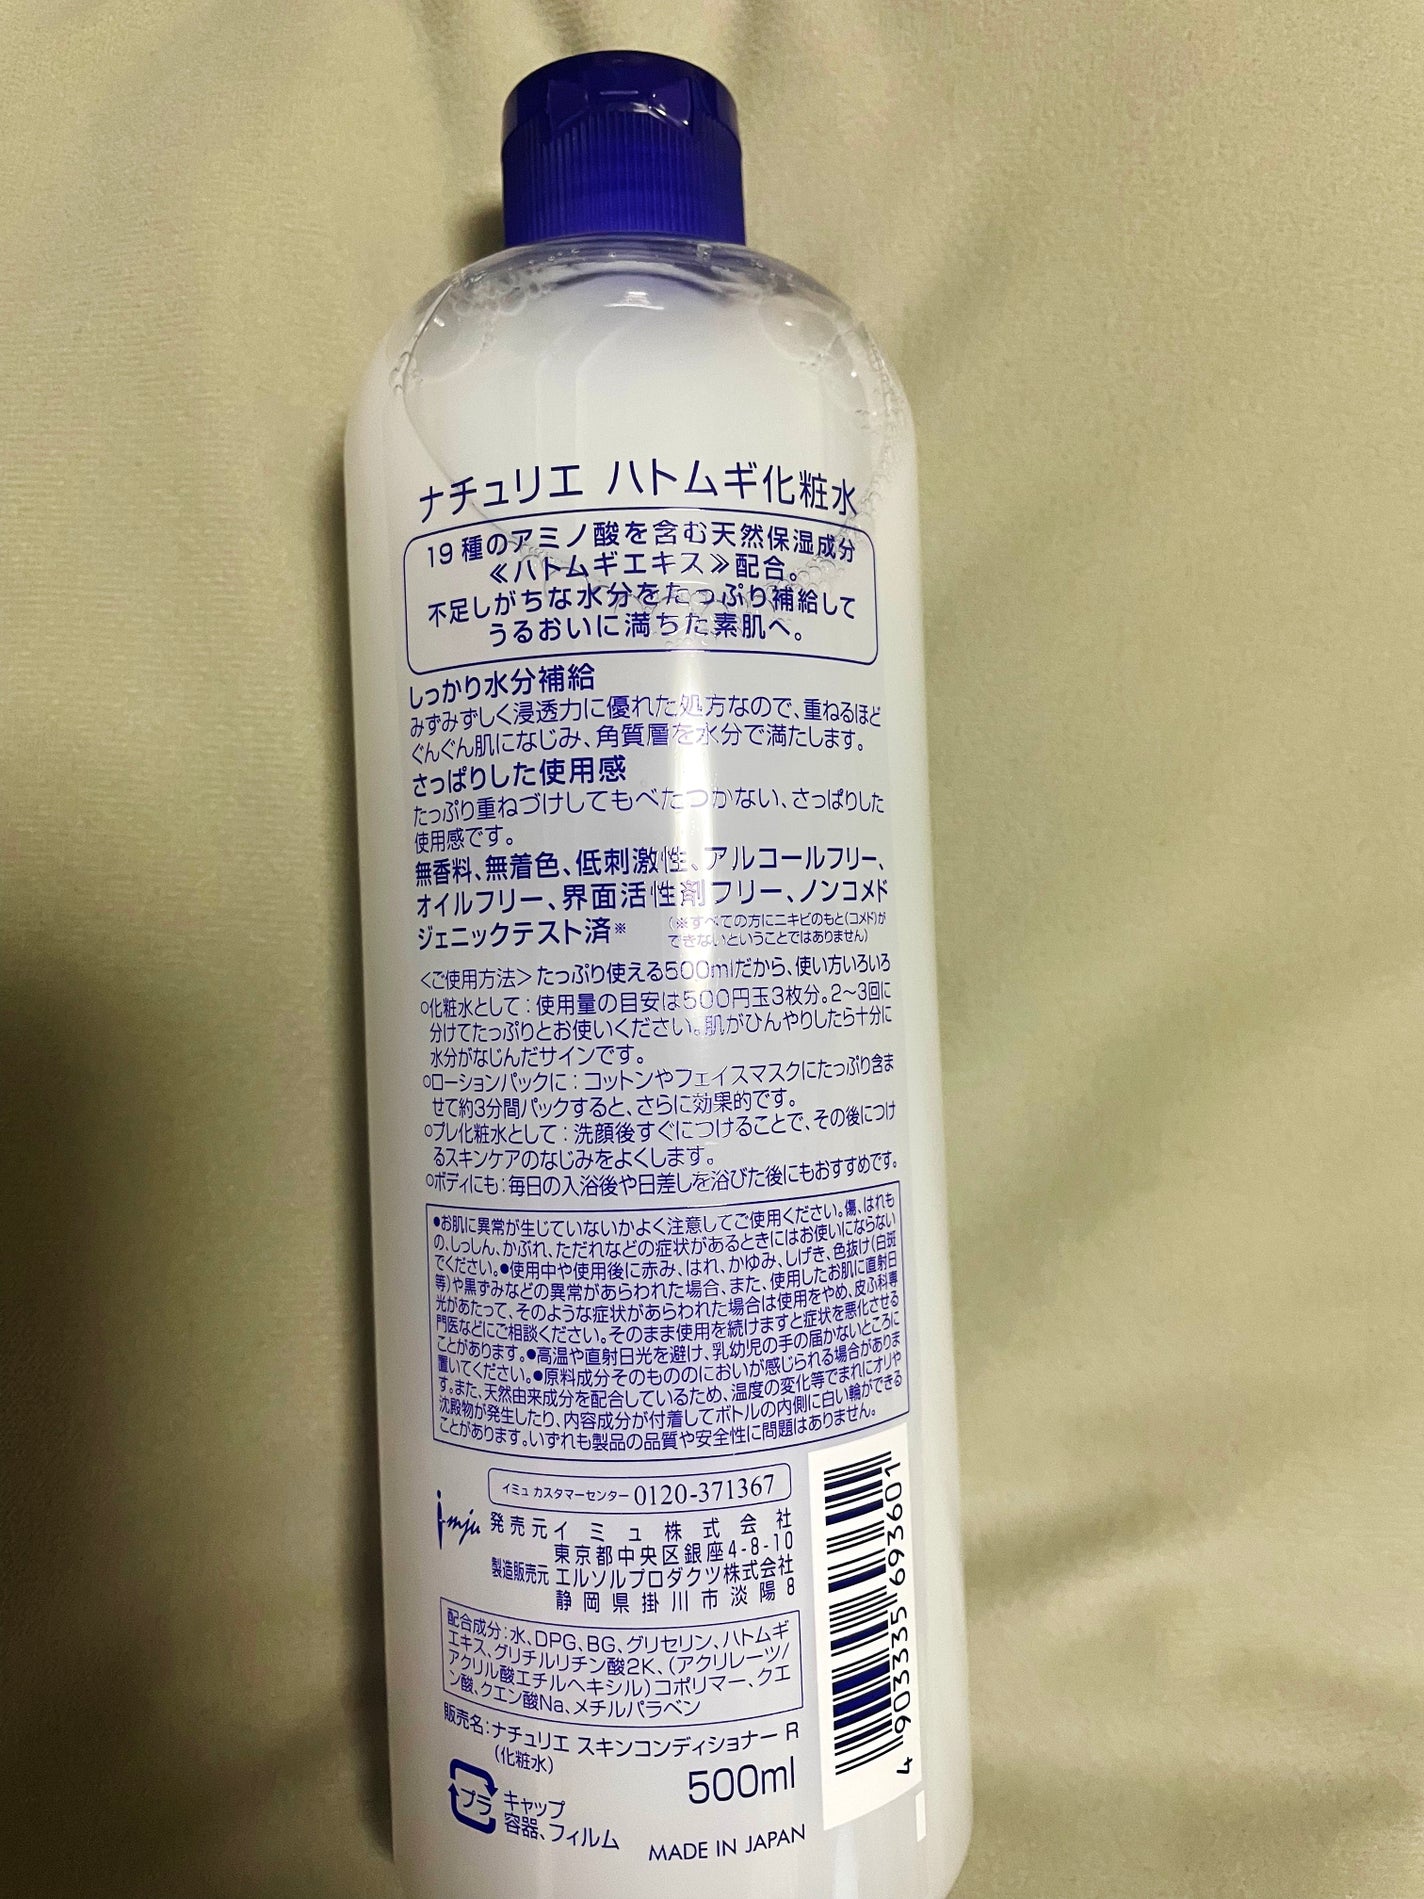 ナチュリエ ハトムギ化粧水
19種のアミノ酸を含む天然保湿成分
≪ハトムギエキス≫配合。
不足しがちな水分をたっぷり補給して
うるおいに満ちた素肌へ。
しっかり水分補給
みずみずしく浸透力に優れた処方なので、重ねるほど
ぐんぐん肌になじみ、角質層を水分で満たします。
さっぱりした使用感
たっぷり重ねづけしてもべたつかない、さっぱりした
使用感です。
無香料、無着色、低刺激性、アルコールフリー、
オイルフリー、界面活性剤フリー、ノンコメド
ジェニックテスト済※
(※すべての方にニキビのもと(コメド)が
できないということではありません)
＜ご使用方法＞たっぷり使える500mlだから、使い方いろいろ
○化粧水として：使用量の目安は500円玉3枚分。2〜3回に
分けてたっぷりとお使いください。肌がひんやりしたら十分に
水分がなじんだサインです。
○ローションパックに：コットンやフェイスマスクにたっぷり含ま
せて約3分間パックすると、さらに効果的です。
○プレ化粧水として：洗顔後すぐにつけることで、その後につけ
るスキンケアのなじみをよくします。
○ボディにも：毎日の入浴後や日差しを浴びた後にもおすすめです。
●お肌に異常が生じていないかよく注意してご使用ください。傷、はれも
の、しっしん、かぶれ、ただれなどの症状があるときにはお使いにならない
でください。●使用中や使用後に赤み、はれ、かゆみ、しげき、色抜け(白斑
等)や黒ずみなどの異常があらわれた場合、また、使用したお肌に直射日
光があたって、そのような症状があらわれた場合は使用をやめ、皮ふ科専
門医などにご相談ください。そのまま使用を続けますと症状を悪化させる
ことがあります。●高温や直射日光を避け、乳幼児の手の届かないところに
置いてください。●原料成分そのもののにおいが感じられる場合がありま
す。また、天然由来成分を配合しているため、温度の変化等でまれにオリや
沈殿物が発生したり、内容成分が付着してボトルの内側に白い輪ができる
ことがあります。いずれも製品の品質や安全性に問題はありません。
イミュ カスタマーセンター 0120-371367
imju 発売元 イミュ株式会社
東京都中央区銀座4-8-10
製造販売元 エルソルプロダクツ株式会社
静岡県掛川市淡陽8
配合成分：水、DPG、BG、グリセリン、ハトムギ
エキス、グリチルリチン酸2K、(アクリレーツ/
アクリル酸エチルヘキシル)コポリマー、クエ
ン酸、クエン酸Na、メチルパラベン
販売名：ナチュリエ スキンコンディショナー R
(化粧水)
500ml
プラ
キャップ
容器、フィルム
MADE IN JAPAN
4 903335 693601